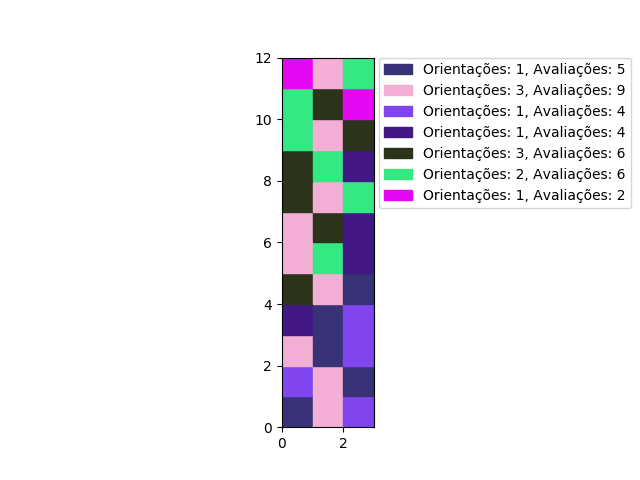 12
10
8
6
4
2
0
0
2
Orientações: 1, Avaliações: 5
Orientações: 3, Avaliações: 9
Orientações: 1, Avaliações: 4
Orientações: 1, Avaliações: 4
Orientações: 3, Avaliações: 6
Orientações: 2, Avaliações: 6
Orientações: 1, Avaliações: 2